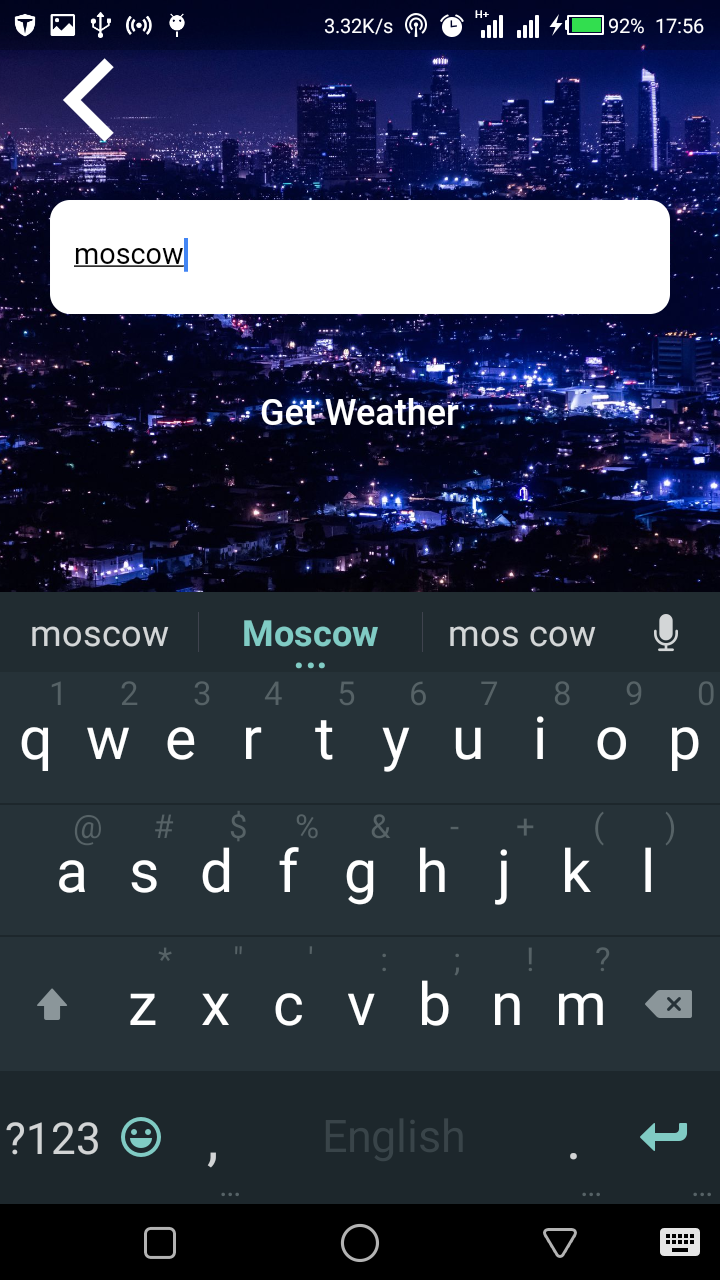 3.32K/s H+ 92% 17:56
moscow
Get Weather
moscow Moscow mos cow
1 2 3 4 5 6 7 8 9 0
q w e r t y u i o p
@ # $ % & - + ( )
a s d f g h j k l
* " ' : ; ! ?
z x c v b n m
?123 , English .